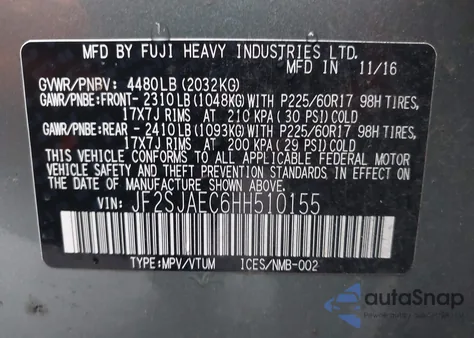 MFD BY FUJI HEAVY INDUSTRIES LTD.
MFD IN 11/16
GVWR/PNBV: 4480LB (2032KG)
GAWR/PNBE:FRONT-2310LB (1048KG)WITH P225/60R17 98H TIRES,
17X7J RIMS AT 210 KPA (30 PSI)COLD
GAWR/PNBE:REAR -2410LB (1093KG)WITH P225/60R17 98H TIRES,
17X7J RIMS AT 200 KPA (29 PSI)COLD
THIS VEHICLE CONFORMS TO ALL APPLICABLE FEDERAL MOTOR
VEHICLE SAFETY, BUMPER, AND THEFT PREVENTION STANDARDS
IN EFFECT ON THE DATE OF MANUFACTURE SHOWN ABOVE.
VIN: JF2SJAEC6HH510155
TYPE:MPV/VTUM 1CES/NMB-002
autoSnap